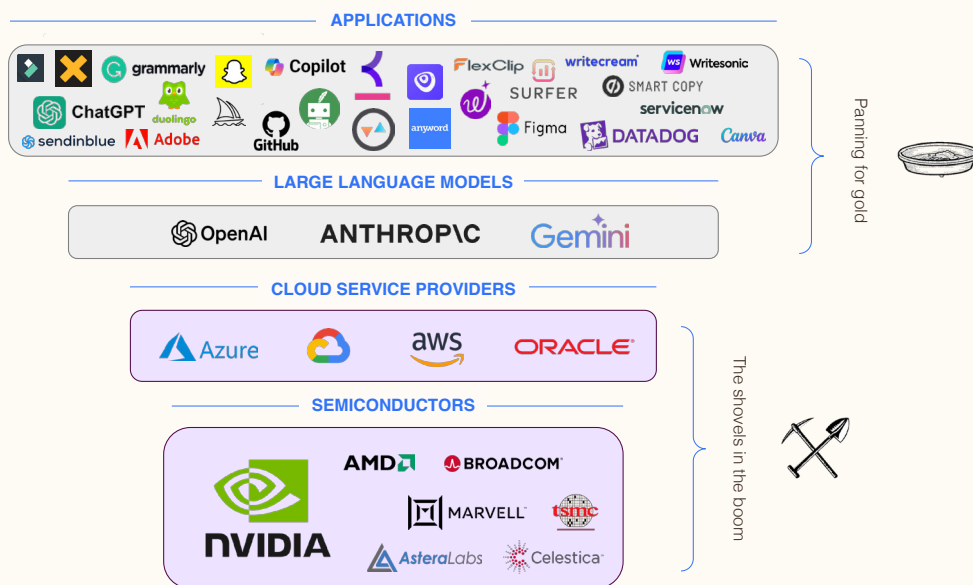 APPLICATIONS
grammarly
Copilot
FlexClip
writecream
WS Writesonic
SURFER
SMART COPY
ChatGPT
duolingo
servicenow
GitHub
anyword
Figma
DATADOG
Canva
sendinblue
Adobe
LARGE LANGUAGE MODELS
OpenAI
ANTHROP\C
Gemini
CLOUD SERVICE PROVIDERS
Azure
aws
ORACLE
SEMICONDUCTORS
NVIDIA
AMD
BROADCOM
MARVELL
tsmc
AsteraLabs
Celestica
Panning for gold
The shovels in the boom